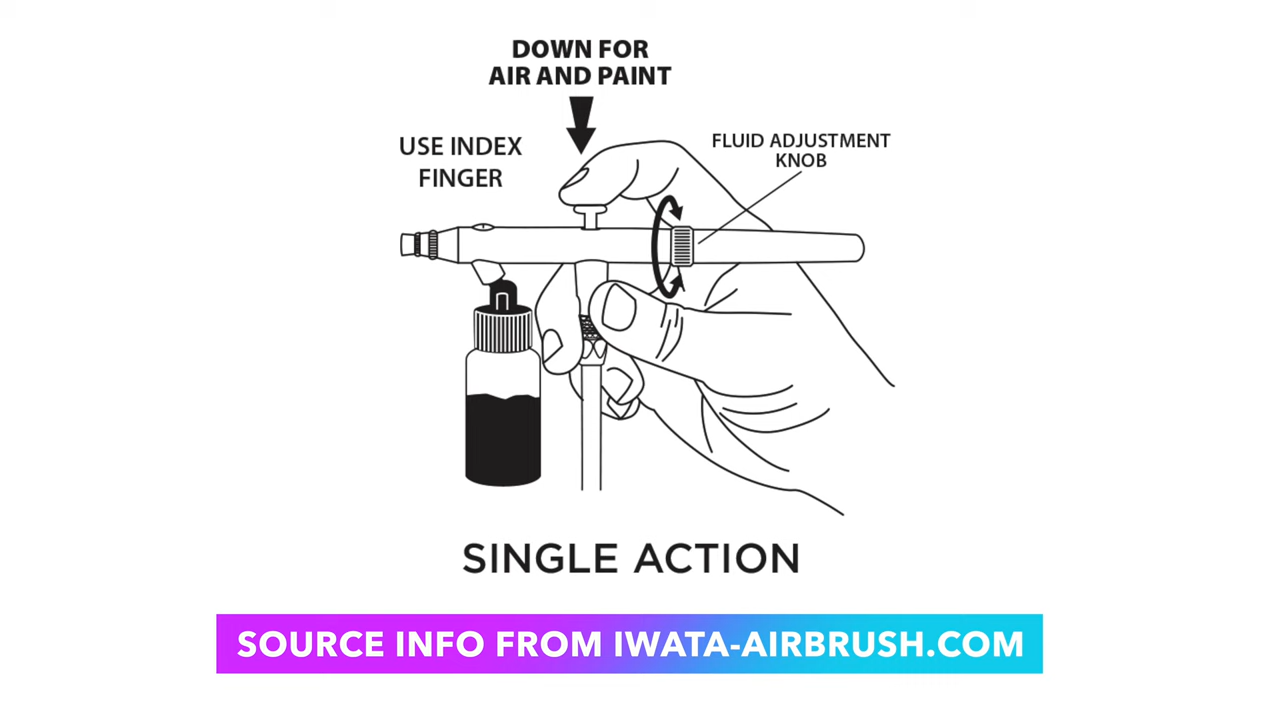 DOWN FOR
AIR AND PAINT
USE INDEX
FINGER
FLUID ADJUSTMENT
KNOB
SINGLE ACTION
SOURCE INFO FROM IWATA-AIRBRUSH.COM